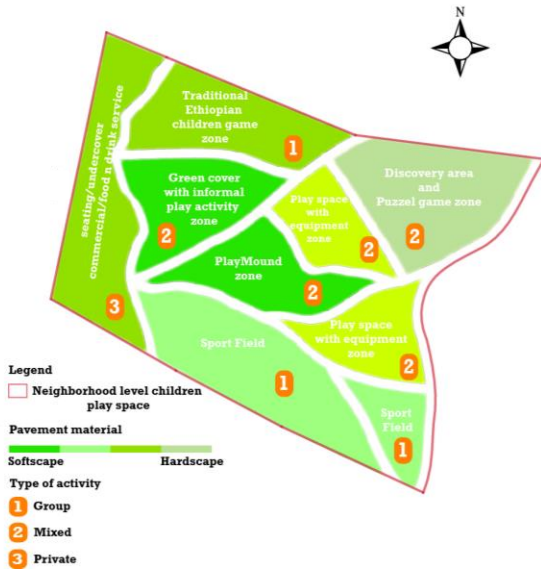 N
Traditional
Ethiopian
children game
zone
1
seating/undercover
commercial/food n drink service
3
Green cover
with informal
play activity
zone
2
Play space
with equipment
zone
2
Discovery area
and
Puzzel game zone
2
PlayMound
zone
2
Play space
with equipment
zone
2
Sport Field
1
Sport
Field
1
Legend
Neighborhood level children
play space
Pavement material
Softscape Hardscape
Type of activity
1 Group
2 Mixed
3 Private